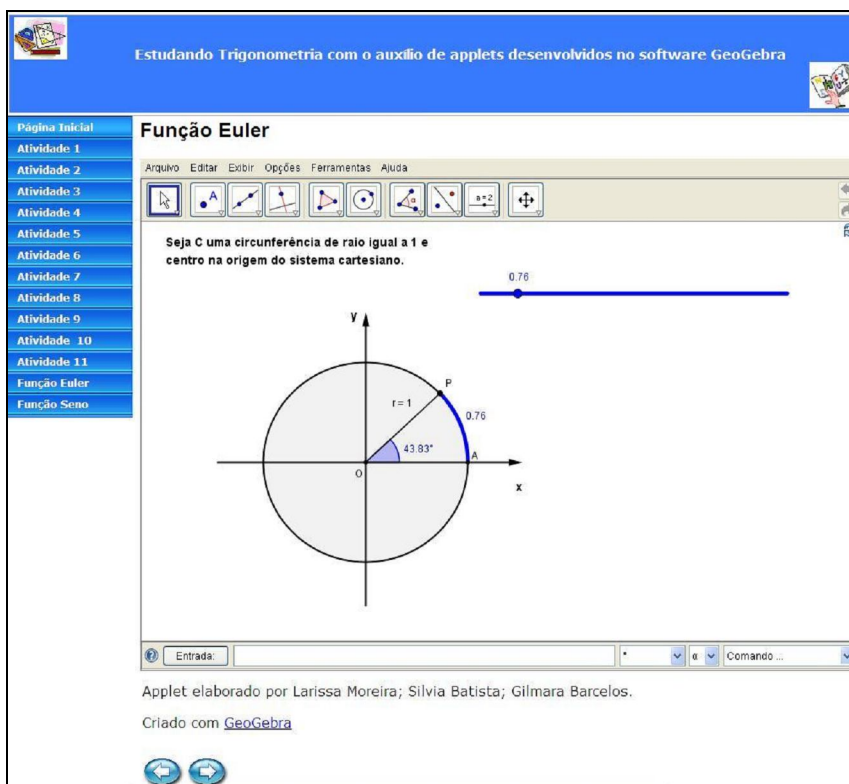 Estudando Trigonometria com o auxílio de applets desenvolvidos no software GeoGebra
Página Inicial
Atividade 1
Atividade 2
Atividade 3
Atividade 4
Atividade 5
Atividade 6
Atividade 7
Atividade 8
Atividade 9
Atividade 10
Atividade 11
Função Euler
Função Seno
Função Euler
Arquivo Editar Exibir Opções Ferramentas Ajuda
A
α
a=2
Seja C uma circunferência de raio igual a 1 e
centro na origem do sistema cartesiano.
0.76
y
P
r = 1
0.76
43.83°
A
O
x
Entrada:
° α Comando ...
Applet elaborado por Larissa Moreira; Silvia Batista; Gilmara Barcelos.
Criado com GeoGebra